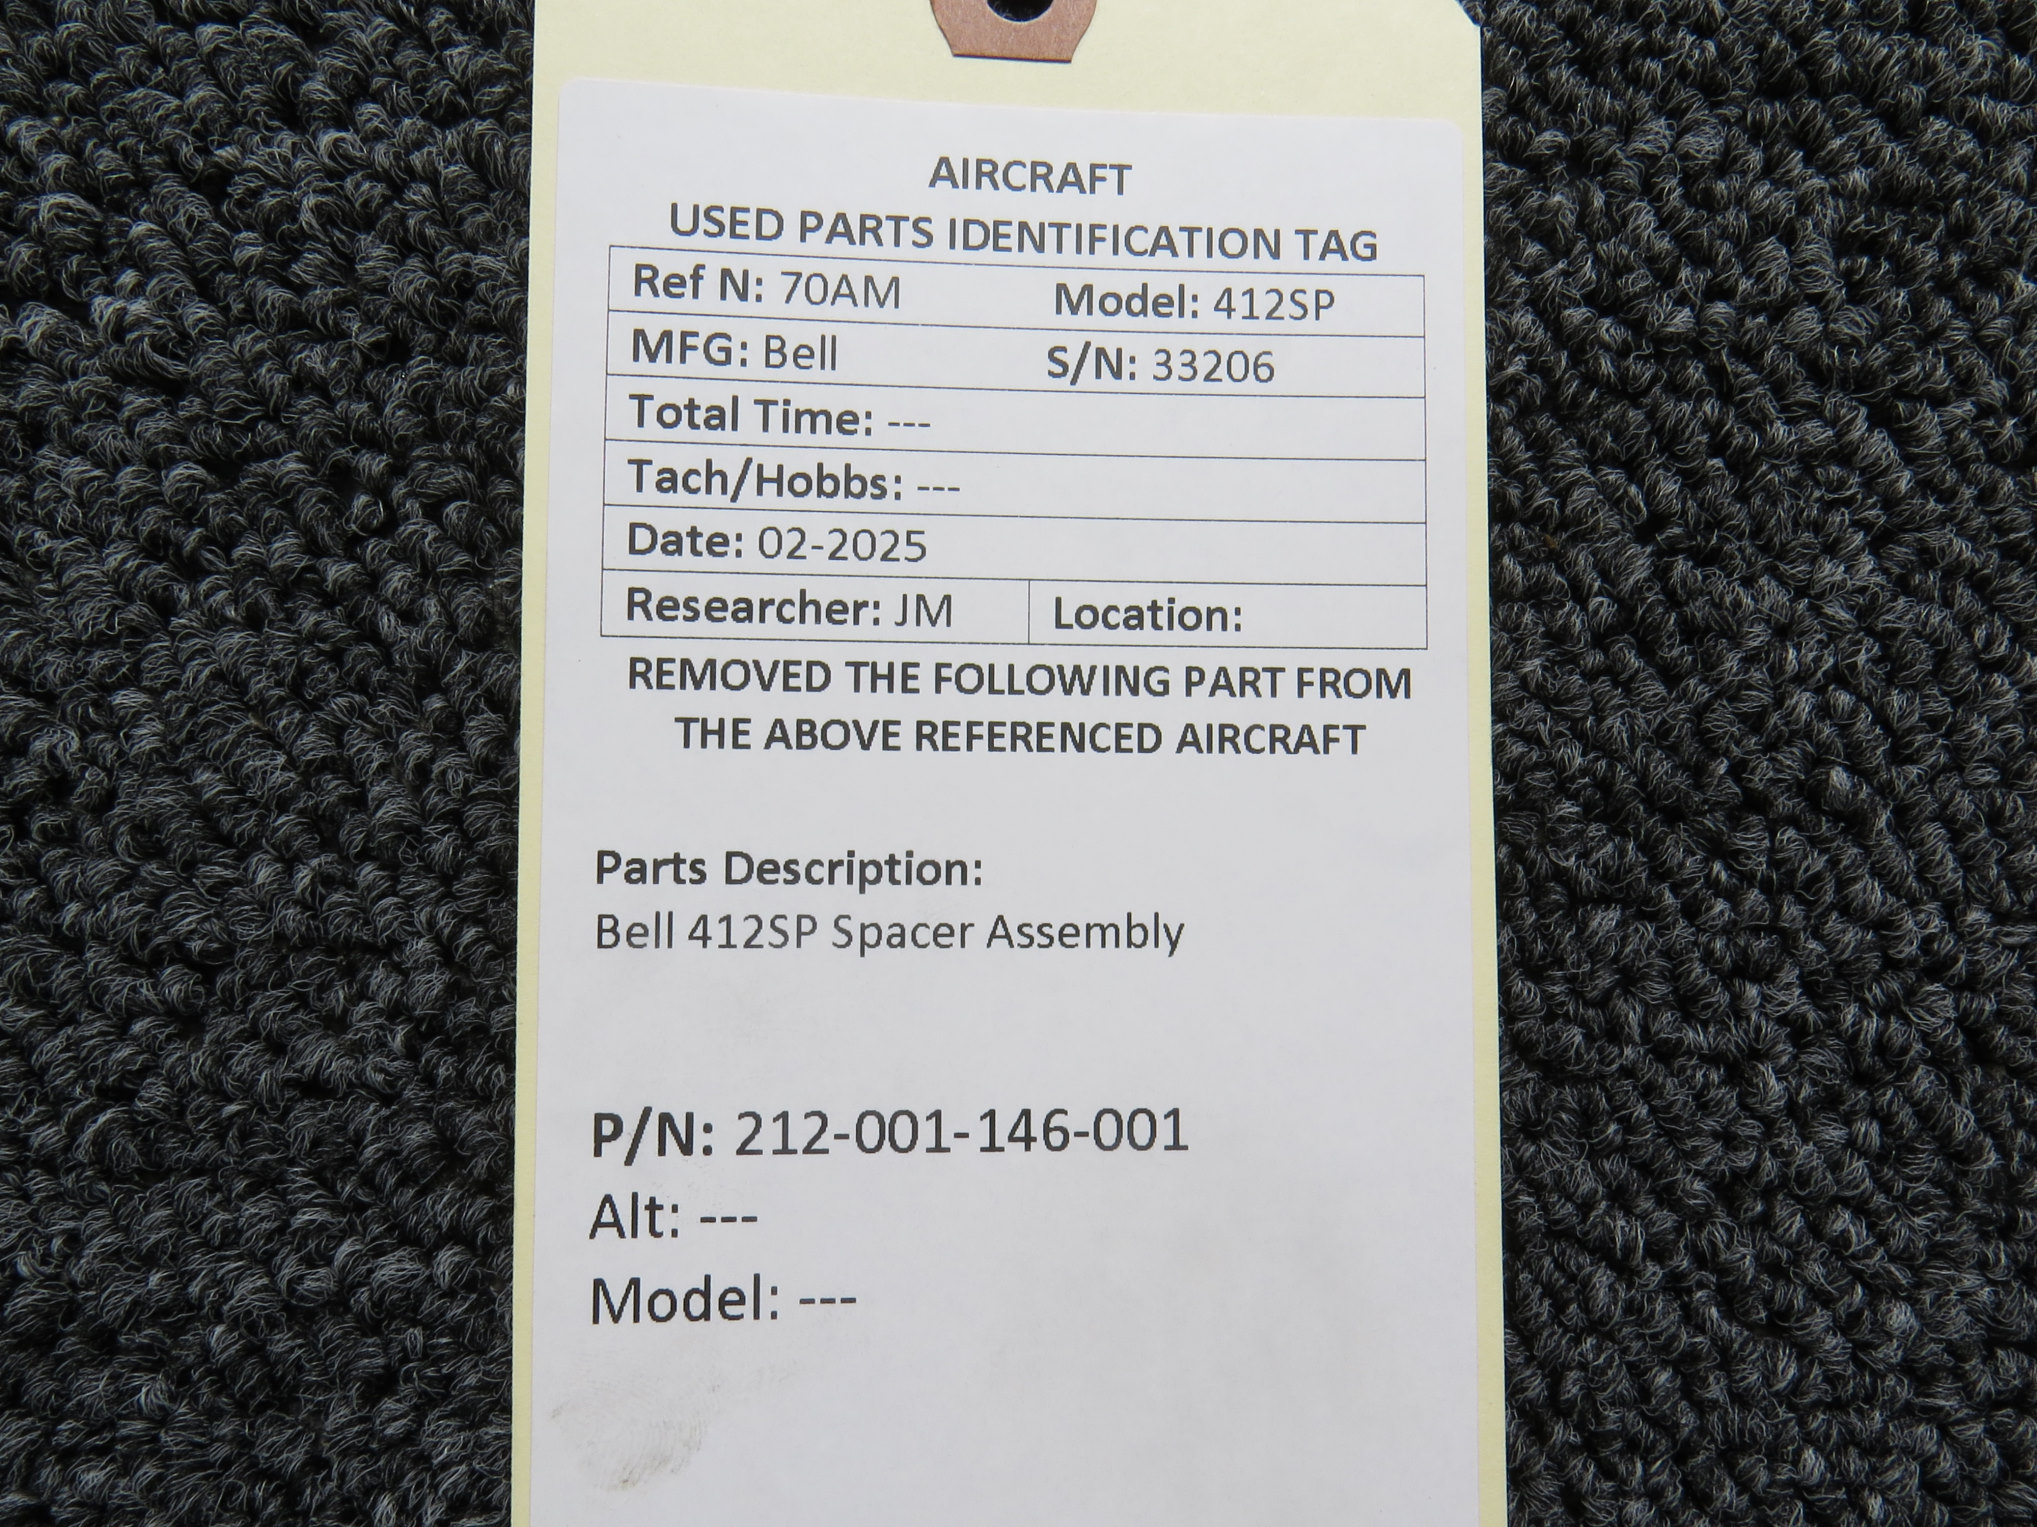 AIRCRAFT
USED PARTS IDENTIFICATION TAG
Ref N: 70AM Model: 412SP
MFG: Bell S/N: 33206
Total Time: ---
Tach/Hobbs: ---
Date: 02-2025
Researcher: JM Location:
REMOVED THE FOLLOWING PART FROM
THE ABOVE REFERENCED AIRCRAFT
Parts Description:
Bell 412SP Spacer Assembly
P/N: 212-001-146-001
Alt: ---
Model: ---